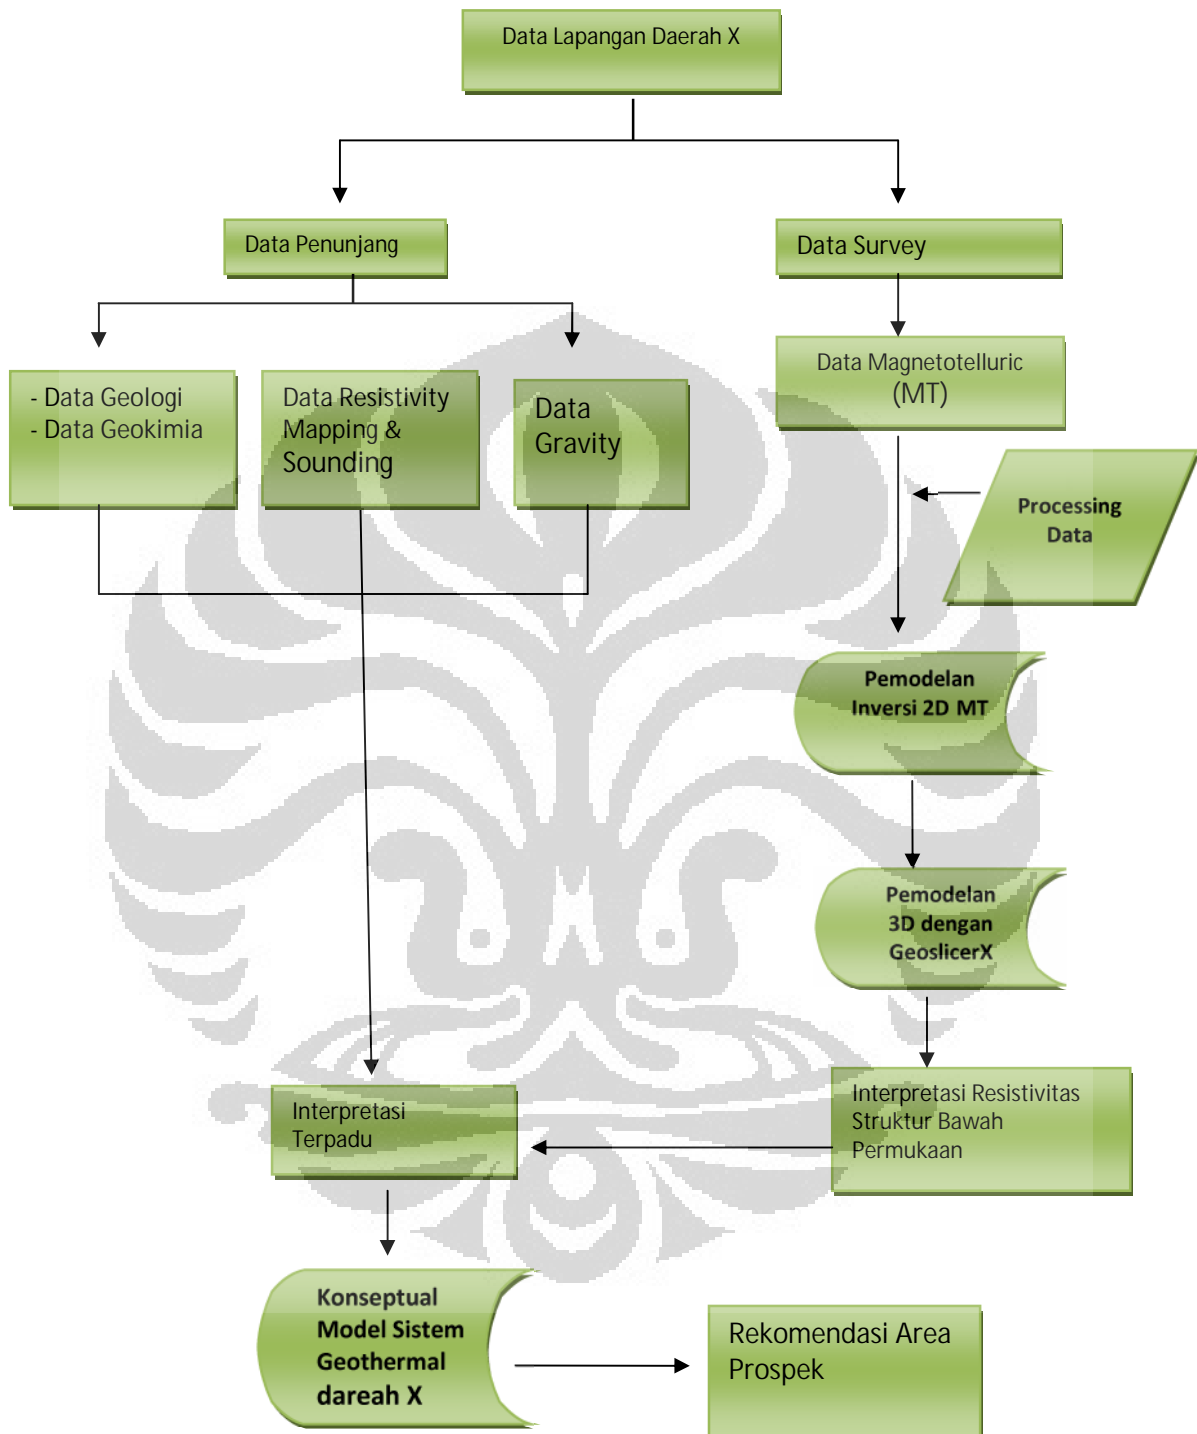 Data Lapangan Daerah X
Data Penunjang
Data Survey
- Data Geologi
- Data Geokimia
Data Resistivity
Mapping &
Sounding
Data
Gravity
Data Magnetotelluric
(MT)
Processing
Data
Pemodelan
Inversi 2D MT
Pemodelan
3D dengan
GeoslicerX
Interpretasi
Terpadu
Interpretasi Resistivitas
Struktur Bawah
Permukaan
Konseptual
Model Sistem
Geothermal
dareah X
Rekomendasi Area
Prospek